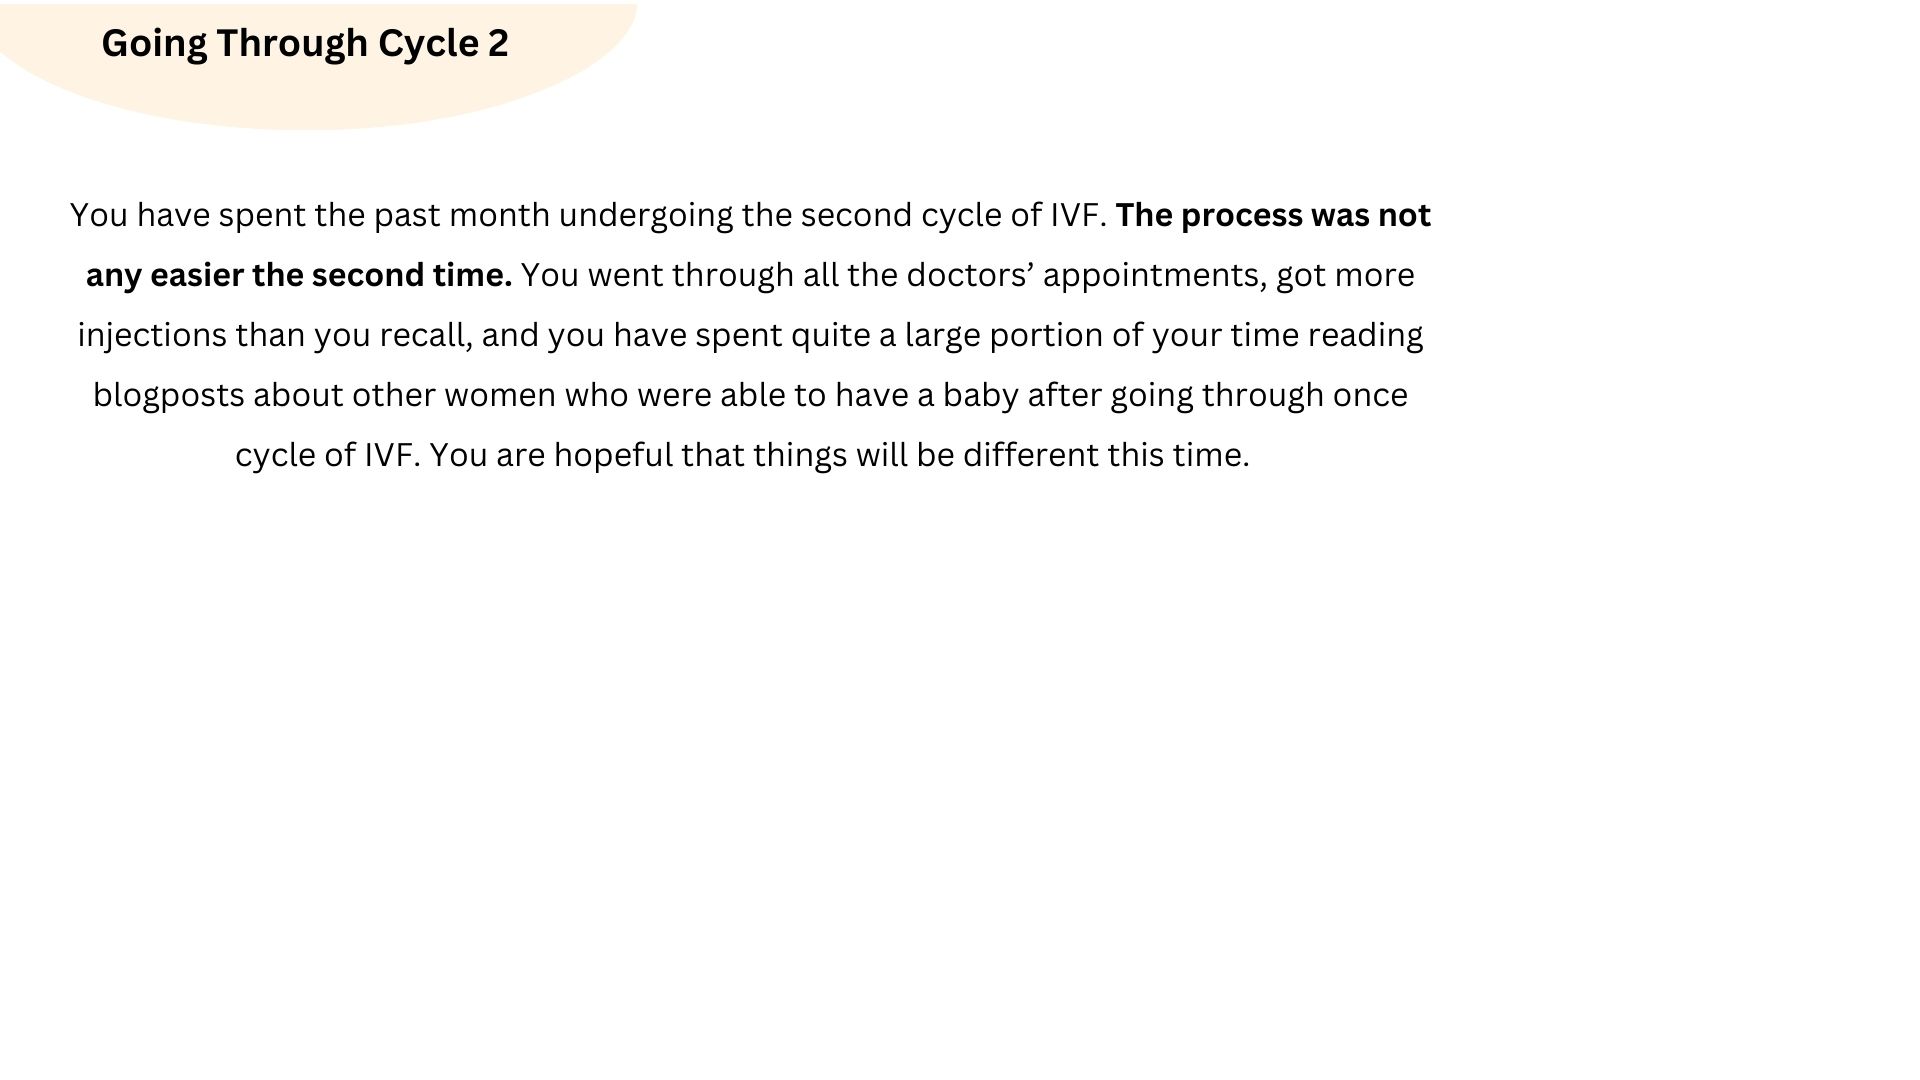 Going Through Cycle 2
You have spent the past month undergoing the second cycle of IVF. The process was not
any easier the second time. You went through all the doctors’ appointments, got more
injections than you recall, and you have spent quite a large portion of your time reading
blogposts about other women who were able to have a baby after going through once
cycle of IVF. You are hopeful that things will be different this time.